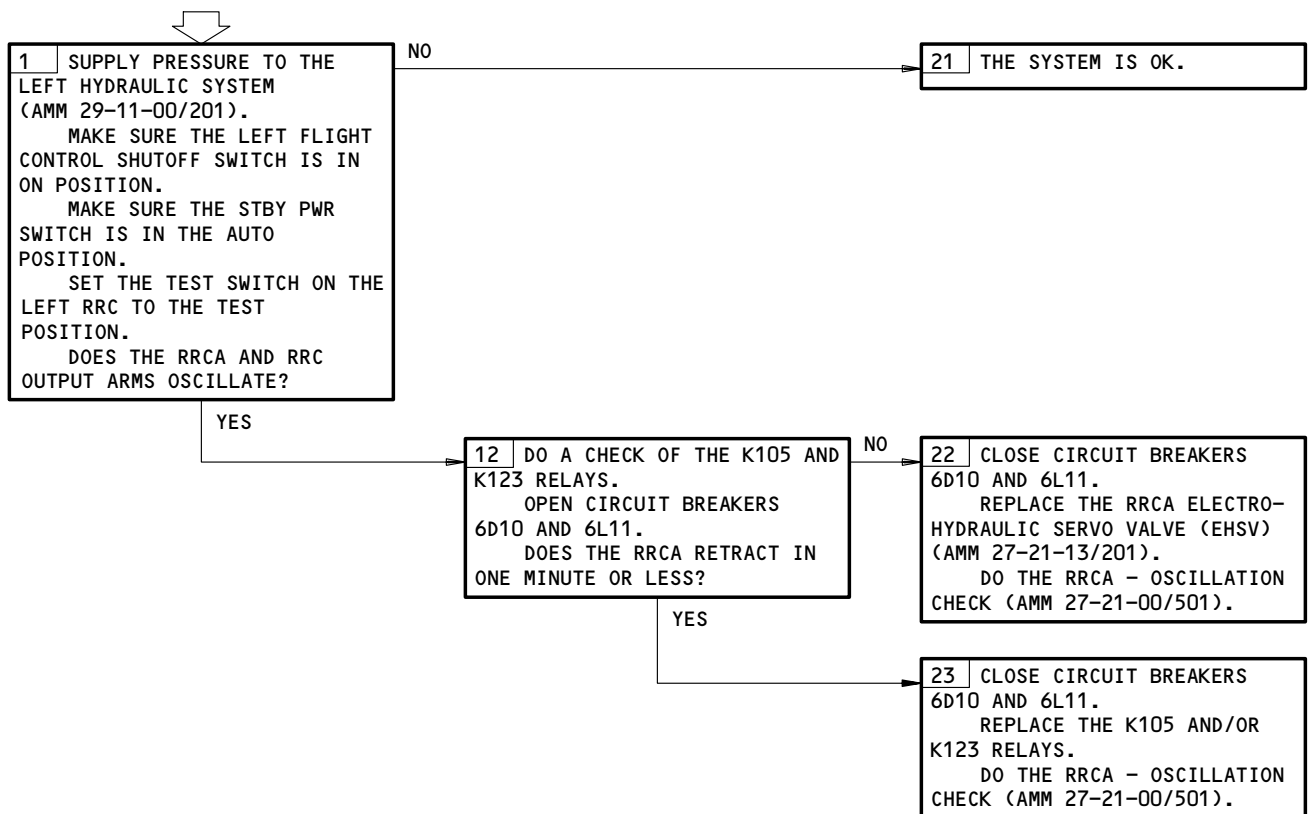 1 SUPPLY PRESSURE TO THE
LEFT HYDRAULIC SYSTEM
(AMM 29-11-00/201).
MAKE SURE THE LEFT FLIGHT
CONTROL SHUTOFF SWITCH IS IN
ON POSITION.
MAKE SURE THE STBY PWR
SWITCH IS IN THE AUTO
POSITION.
SET THE TEST SWITCH ON THE
LEFT RRC TO THE TEST
POSITION.
DOES THE RRCA AND RRC
OUTPUT ARMS OSCILLATE?
NO
21 THE SYSTEM IS OK.
YES
12 DO A CHECK OF THE K105 AND
K123 RELAYS.
OPEN CIRCUIT BREAKERS
6D10 AND 6L11.
DOES THE RRCA RETRACT IN
ONE MINUTE OR LESS?
NO
22 CLOSE CIRCUIT BREAKERS
6D10 AND 6L11.
REPLACE THE RRCA ELECTRO-
HYDRAULIC SERVO VALVE (EHSV)
(AMM 27-21-13/201).
DO THE RRCA - OSCILLATION
CHECK (AMM 27-21-00/501).
YES
23 CLOSE CIRCUIT BREAKERS
6D10 AND 6L11.
REPLACE THE K105 AND/OR
K123 RELAYS.
DO THE RRCA - OSCILLATION
CHECK (AMM 27-21-00/501).